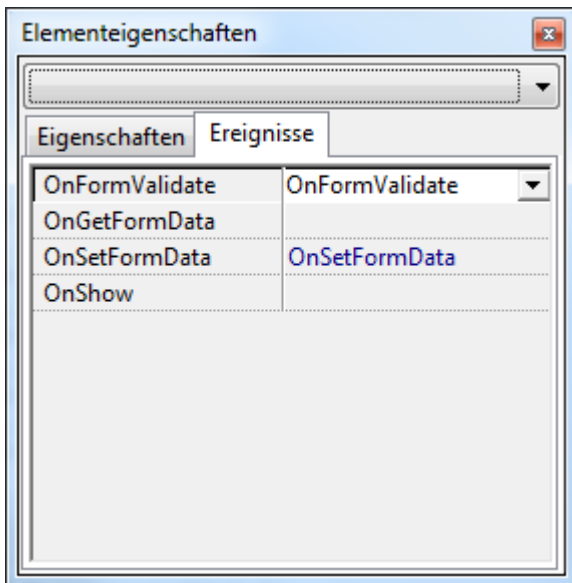 Elementeigenschaften
Eigenschaften Ereignisse
OnFormValidate OnFormValidate
OnGetFormData
OnSetFormData OnSetFormData
OnShow